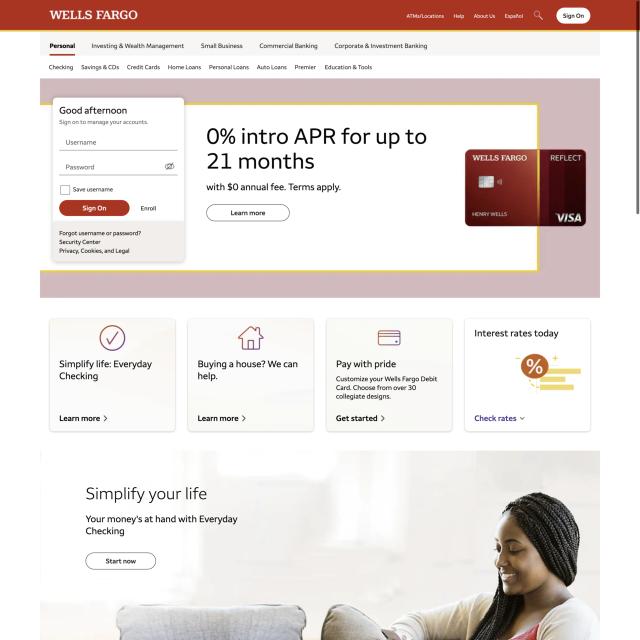 WELLS FARGO
ATMs/Locations Help About Us Español Sign On
Personal Investing & Wealth Management Small Business Commercial Banking Corporate & Investment Banking
Checking Savings & CDs Credit Cards Home Loans Personal Loans Auto Loans Premier Education & Tools
Good afternoon
Sign on to manage your accounts.
Username
Password
Save username
Sign On Enroll
Forgot username or password?
Security Center
Privacy, Cookies, and Legal
0% intro APR for up to
21 months
with $0 annual fee. Terms apply.
Learn more
WELLS FARGO REFLECT
HENRY WELLS VISA
Simplify life: Everyday
Checking
Learn more
Buying a house? We can
help.
Learn more
Pay with pride
Customize your Wells Fargo Debit
Card. Choose from over 30
collegiate designs.
Get started
Interest rates today
%
Check rates
Simplify your life
Your money's at hand with Everyday
Checking
Start now